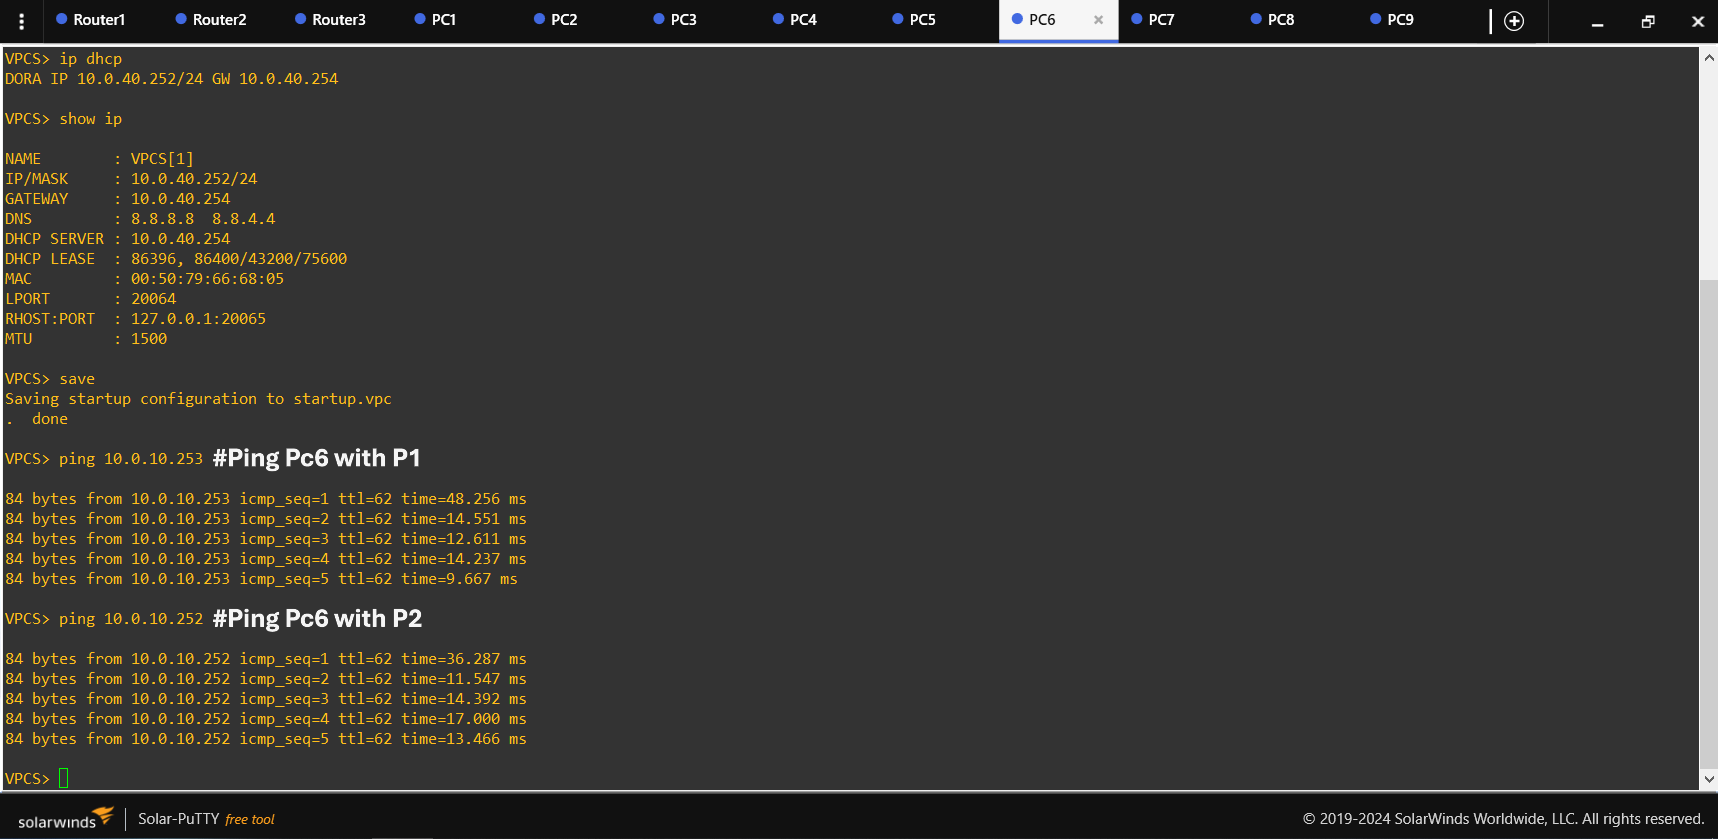 Router1 Router2 Router3 PC1 PC2 PC3 PC4 PC5 PC6 PC7 PC8 PC9
VPCS> ip dhcp
DORA IP 10.0.40.252/24 GW 10.0.40.254
VPCS> show ip
NAME        : VPCS[1]
IP/MASK     : 10.0.40.252/24
GATEWAY     : 10.0.40.254
DNS         : 8.8.8.8  8.8.4.4
DHCP SERVER : 10.0.40.254
DHCP LEASE  : 86396, 86400/43200/75600
MAC         : 00:50:79:66:68:05
LPORT       : 20064
RHOST:PORT  : 127.0.0.1:20065
MTU         : 1500
VPCS> save
Saving startup configuration to startup.vpc
.  done
VPCS> ping 10.0.10.253 #Ping Pc6 with P1
84 bytes from 10.0.10.253 icmp_seq=1 ttl=62 time=48.256 ms
84 bytes from 10.0.10.253 icmp_seq=2 ttl=62 time=14.551 ms
84 bytes from 10.0.10.253 icmp_seq=3 ttl=62 time=12.611 ms
84 bytes from 10.0.10.253 icmp_seq=4 ttl=62 time=14.237 ms
84 bytes from 10.0.10.253 icmp_seq=5 ttl=62 time=9.667 ms
VPCS> ping 10.0.10.252 #Ping Pc6 with P2
84 bytes from 10.0.10.252 icmp_seq=1 ttl=62 time=36.287 ms
84 bytes from 10.0.10.252 icmp_seq=2 ttl=62 time=11.547 ms
84 bytes from 10.0.10.252 icmp_seq=3 ttl=62 time=14.392 ms
84 bytes from 10.0.10.252 icmp_seq=4 ttl=62 time=17.000 ms
84 bytes from 10.0.10.252 icmp_seq=5 ttl=62 time=13.466 ms
VPCS>
solarwinds Solar-PuTTY free tool © 2019-2024 SolarWinds Worldwide, LLC. All rights reserved.